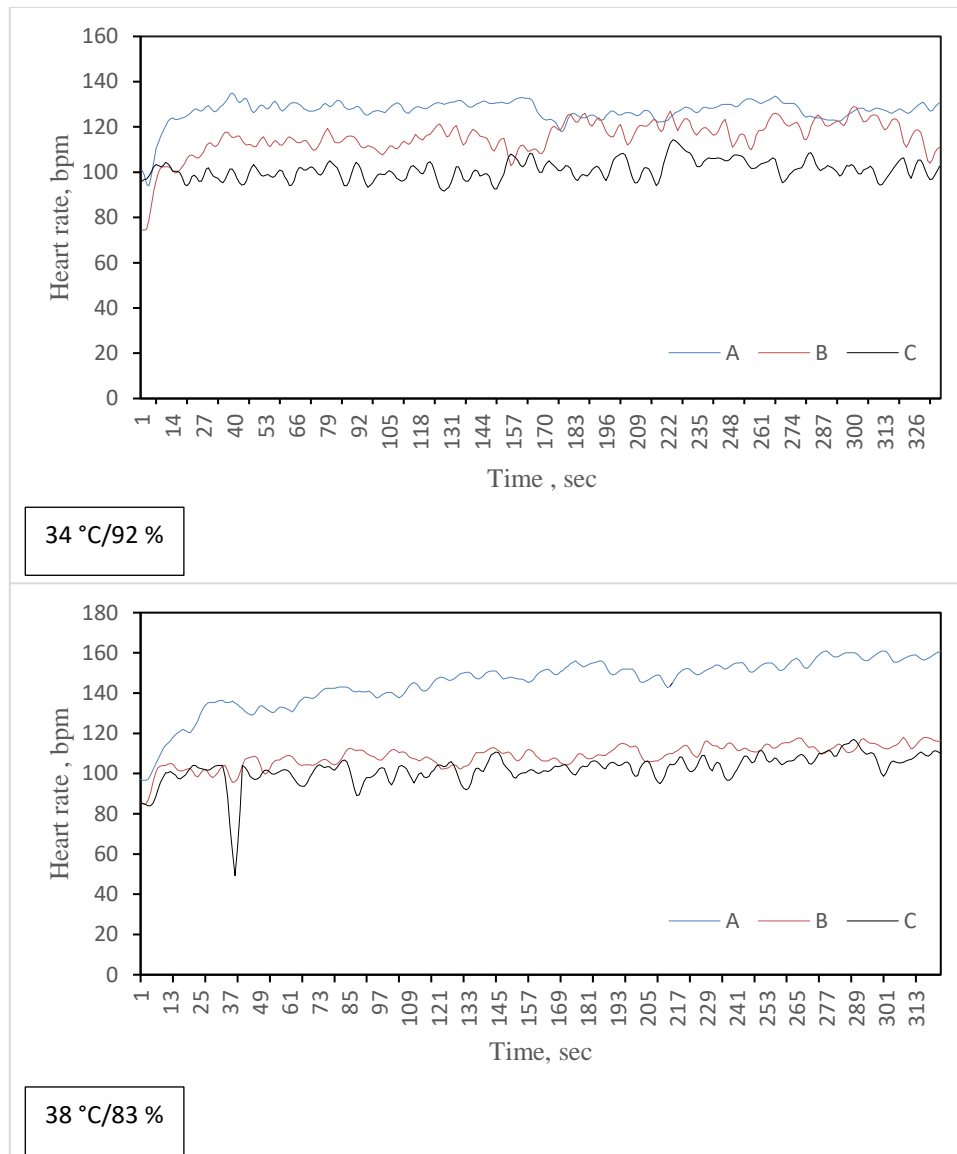 160
140
120
100
80
60
40
20
0
Heart rate, bpm
A B C
1 14 27 40 53 66 79 92 105 118 131 144 157 170 183 196 209 222 235 248 261 274 287 300 313 326
Time , sec
34 °C/92 %
180
160
140
120
100
80
60
40
20
0
Heart rate , bpm
A B C
1 13 25 37 49 61 73 85 97 109 121 133 145 157 169 181 193 205 217 229 241 253 265 277 289 301 313
Time, sec
38 °C/83 %